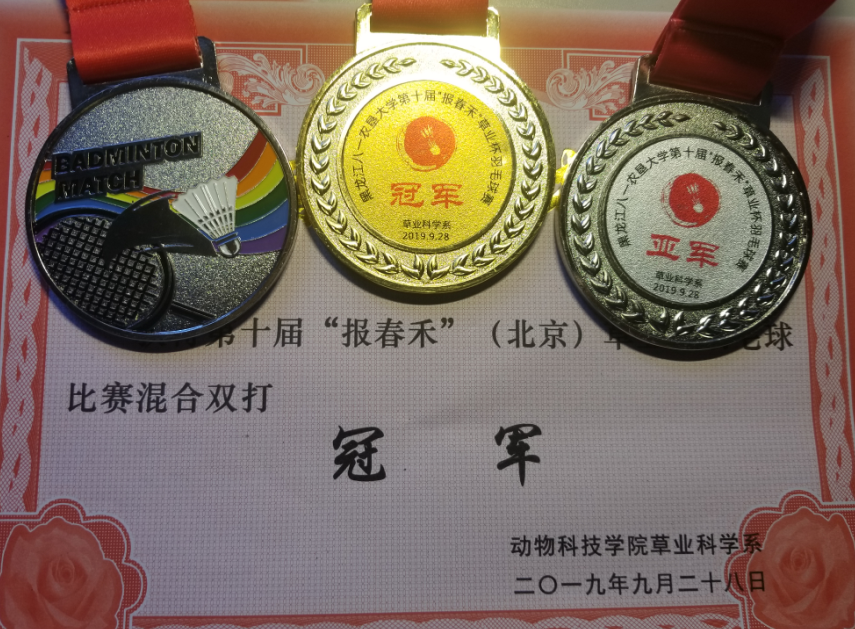 BADMINTON
MATCH
黑龙江八一农垦大学第十届"报春禾"草业杯羽毛球赛
冠军
草业科学系
2019.9.28
黑龙江八一农垦大学第十届"报春禾"草业杯羽毛球赛
亚军
草业科学系
2019.9.28
第十届“报春禾”（北京）毛球
比赛混合双打
冠 军
动物科技学院草业科学系
二〇一九年九月二十八日